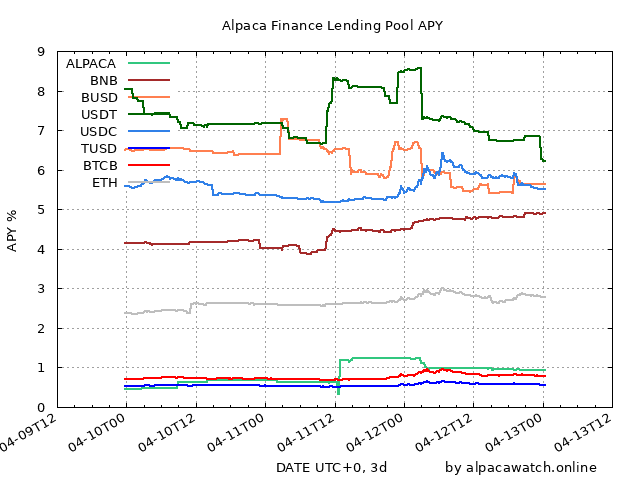 Alpaca Finance Lending Pool APY
9
8
7
6
5
4
3
2
1
0
APY %
ALPACA
BNB
BUSD
USDT
USDC
TUSD
BTCB
ETH
04-09T12
04-10T00
04-10T12
04-11T00
04-11T12
04-12T00
04-12T12
04-13T00
04-13T12
DATE UTC+0, 3d
by alpacawatch.online